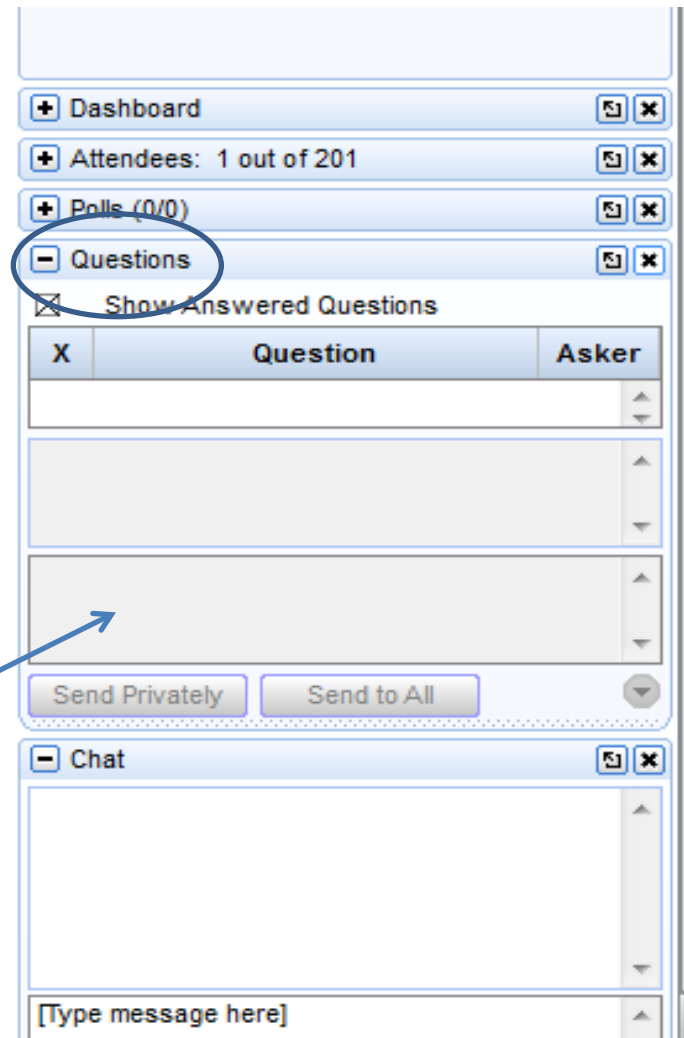 Dashboard
Attendees: 1 out of 201
Polls (0/0)
Questions
Show Answered Questions
X Question Asker
Send Privately Send to All
Chat
[Type message here]